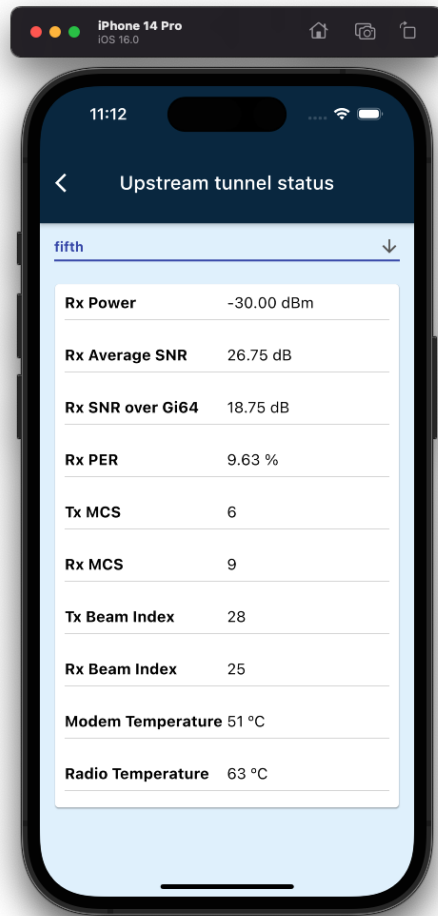 iPhone 14 Pro
iOS 16.0
11:12
Upstream tunnel status
fifth
Rx Power -30.00 dBm
Rx Average SNR 26.75 dB
Rx SNR over Gi64 18.75 dB
Rx PER 9.63 %
Tx MCS 6
Rx MCS 9
Tx Beam Index 28
Rx Beam Index 25
Modem Temperature 51 °C
Radio Temperature 63 °C